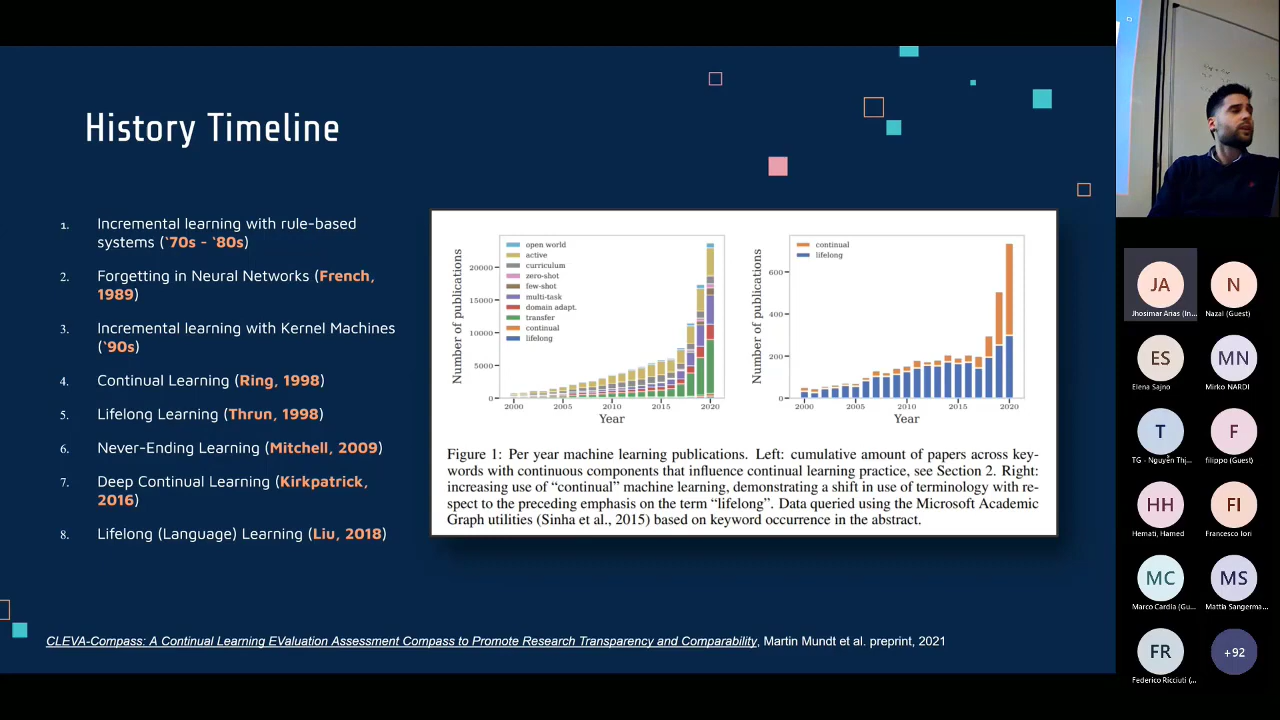 History Timeline
1. Incremental learning with rule-based
systems (`70s - `80s)
2. Forgetting in Neural Networks (French,
1989)
3. Incremental learning with Kernel Machines
(`90s)
4. Continual Learning (Ring, 1998)
5. Lifelong Learning (Thrun, 1998)
6. Never-Ending Learning (Mitchell, 2009)
7. Deep Continual Learning (Kirkpatrick,
2016)
8. Lifelong (Language) Learning (Liu, 2018)
Number of publications
20000
15000
10000
5000
0
open world
active
curriculum
zero-shot
few-shot
multi-task
domain adapt.
transfer
continual
lifelong
2000 2005 2010 2015 2020
Year
Number of publications
600
400
200
0
continual
lifelong
2000 2005 2010 2015 2020
Year
Figure 1: Per year machine learning publications. Left: cumulative amount of papers across key-
words with continuous components that influence continual learning practice, see Section 2. Right:
increasing use of “continual” machine learning, demonstrating a shift in use of terminology with re-
spect to the preceding emphasis on the term “lifelong”. Data queried using the Microsoft Academic
Graph utilities (Sinha et al., 2015) based on keyword occurrence in the abstract.
CLEVA-Compass: A Continual Learning EValuation Assessment Compass to Promote Research Transparency and Comparability, Martin Mundt et al. preprint, 2021
JA
Jhosimar Arias (In...
N
Nazal (Guest)
ES
Elena Sajno
MN
Mirko NARDI
T
TG - Nguyễn Thị...
F
filippo (Guest)
HH
Hemati, Hamed
FI
Francesco Iori
MC
Marco Cardia (Gu...
MS
Mattia Sangerma...
FR
Federico Ricciuti (...
+92